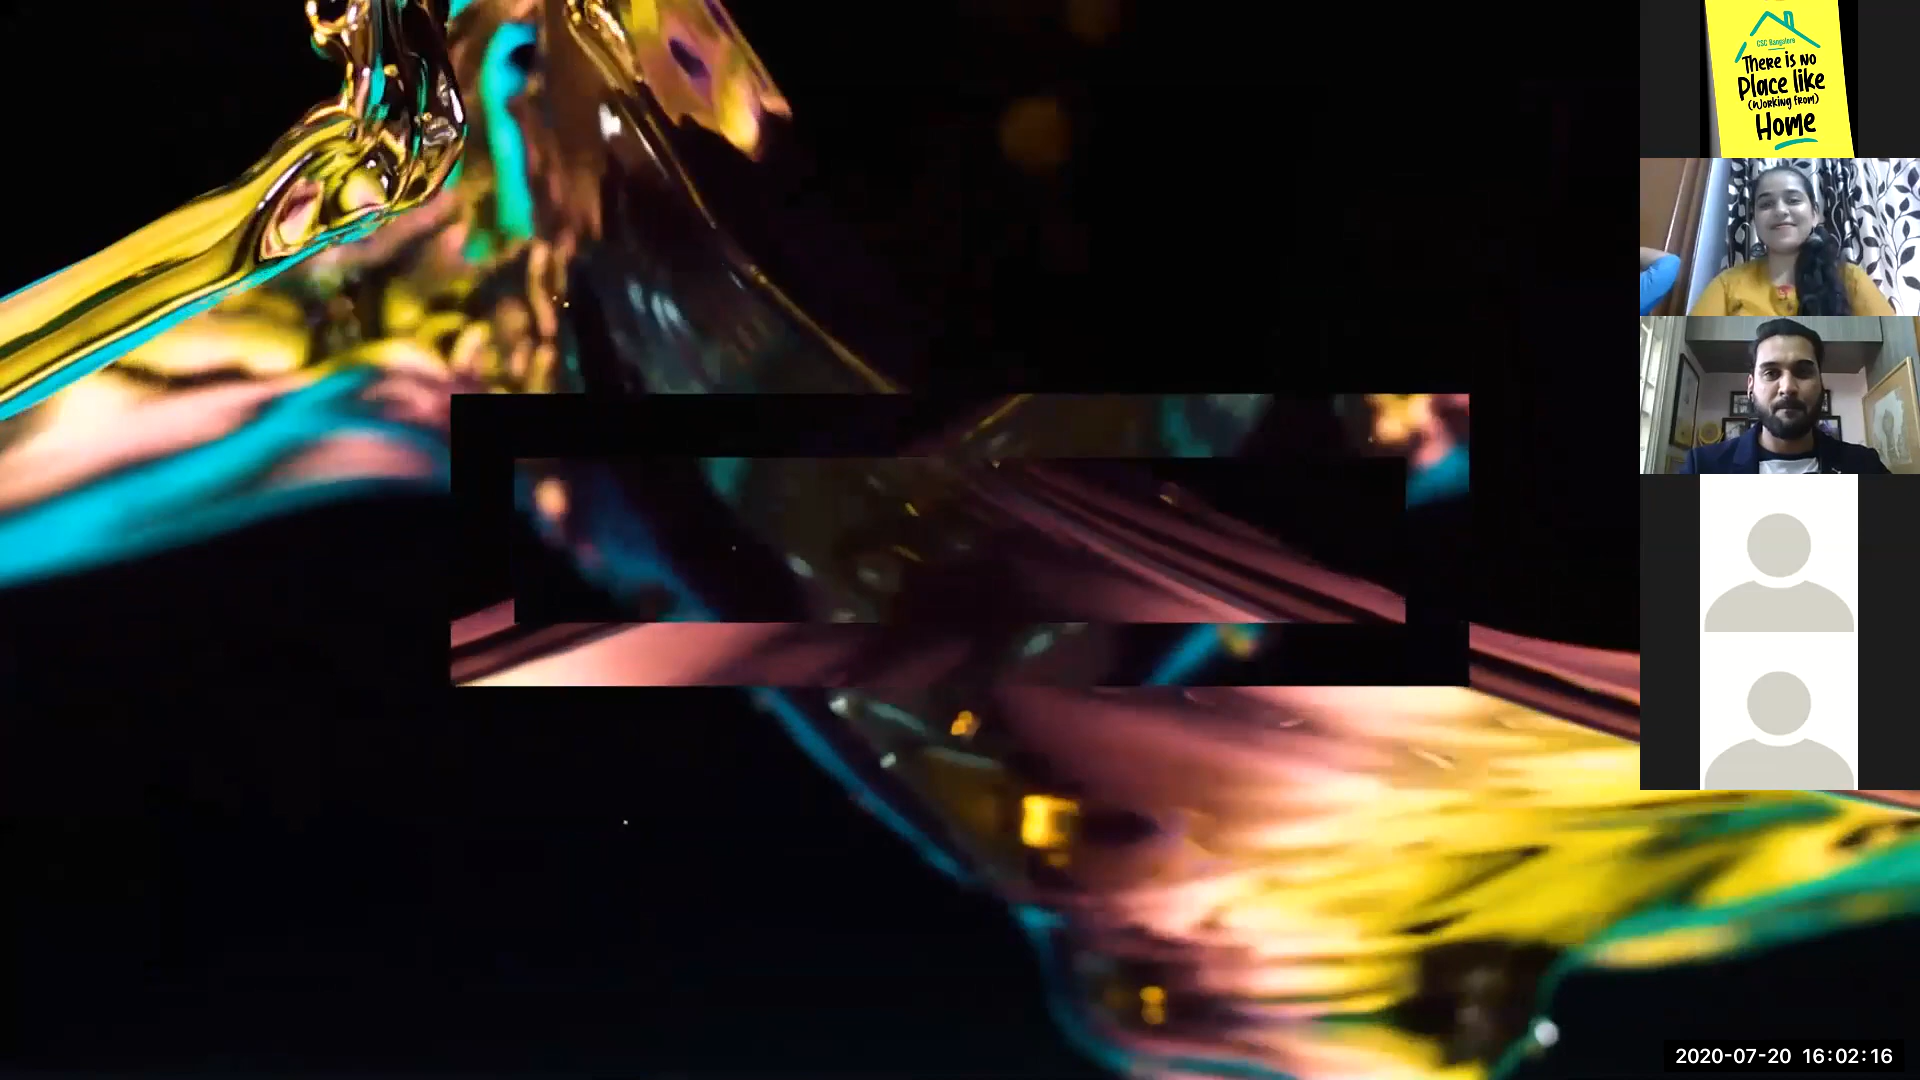 CSC Bangalore
There is no
Place like
(Working from)
Home
2020-07-20 16:02:16